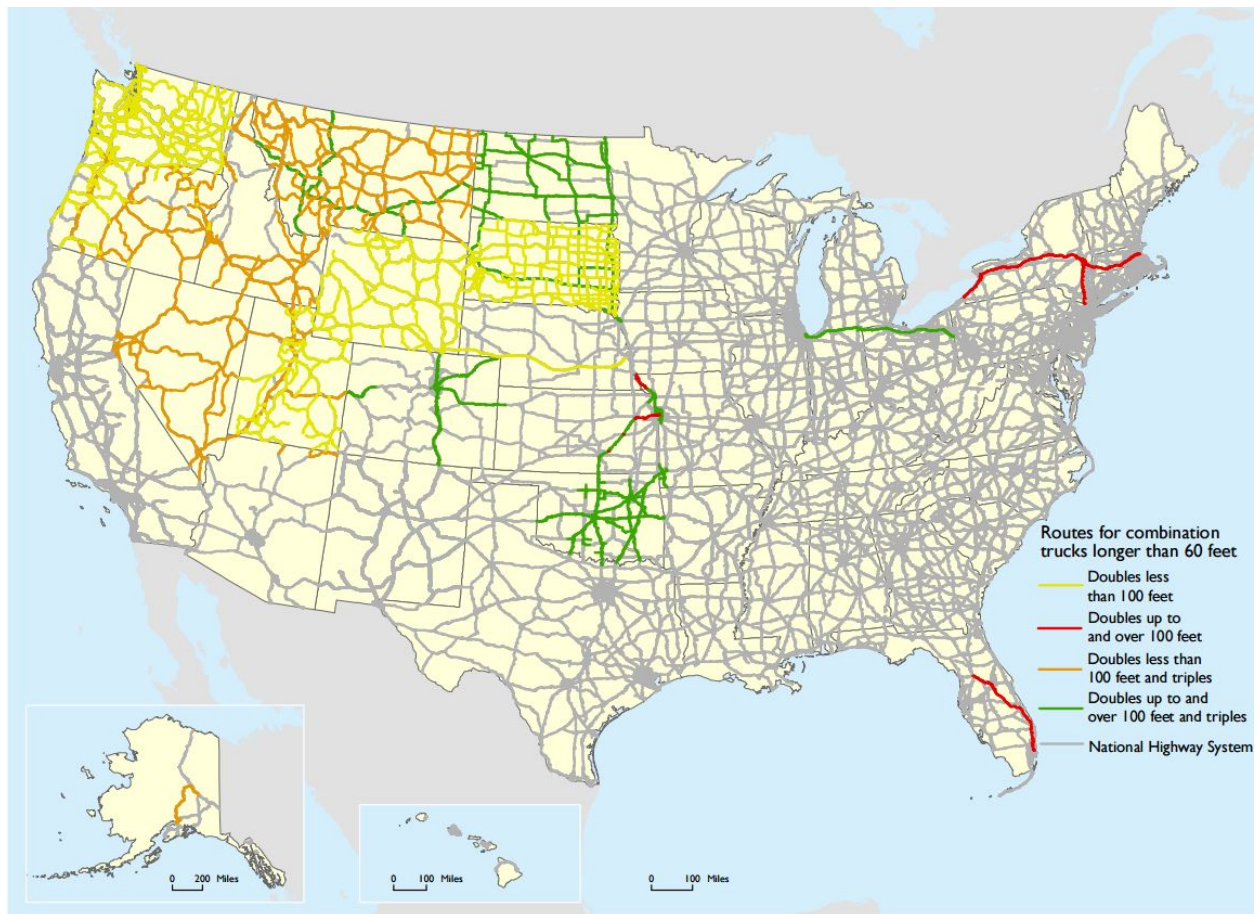 Routes for combination
trucks longer than 60 feet
Doubles less
than 100 feet
Doubles up to
and over 100 feet
Doubles less than
100 feet and triples
Doubles up to and
over 100 feet and triples
National Highway System
0 200 Miles
0 100 Miles
0 100 Miles